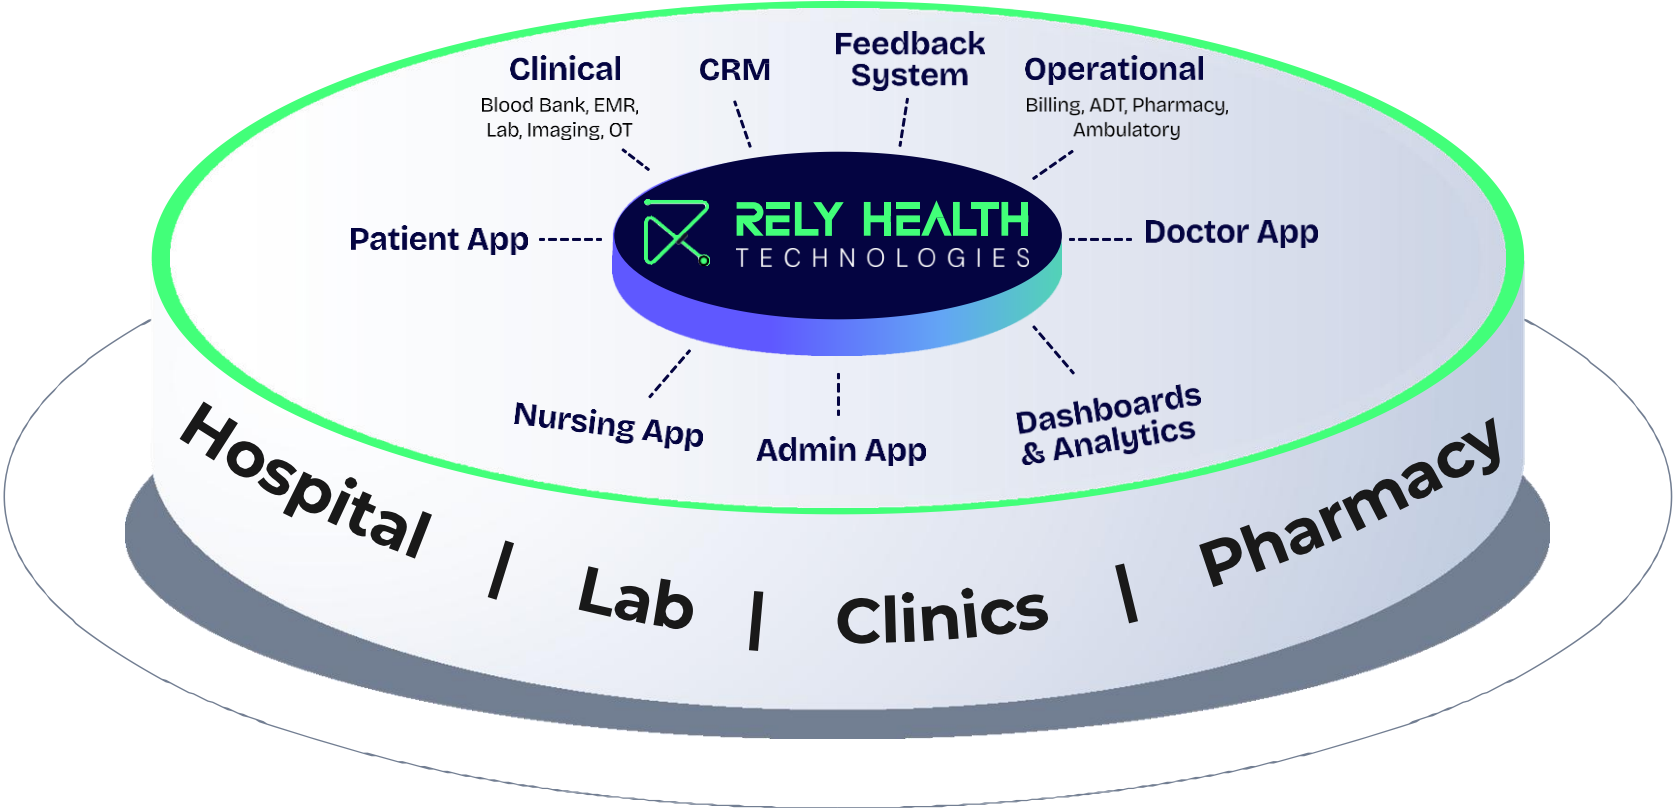 Feedback
System
Clinical
Blood Bank, EMR,
Lab, Imaging, OT
CRM
Operational
Billing, ADT, Pharmacy,
Ambulatory
Patient App
RELY HEALTH
TECHNOLOGIES
Doctor App
Nursing App
Admin App
Dashboards
& Analytics
Hospital | Lab | Clinics | Pharmacy